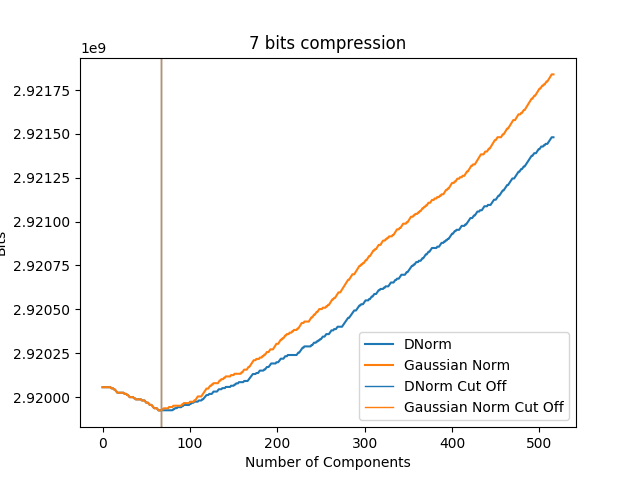 7 bits compression
1e9
2.92175
2.92150
2.92125
2.92100
2.92075
2.92050
2.92025
2.92000
Bits
0 100 200 300 400 500
Number of Components
DNorm
Gaussian Norm
DNorm Cut Off
Gaussian Norm Cut Off